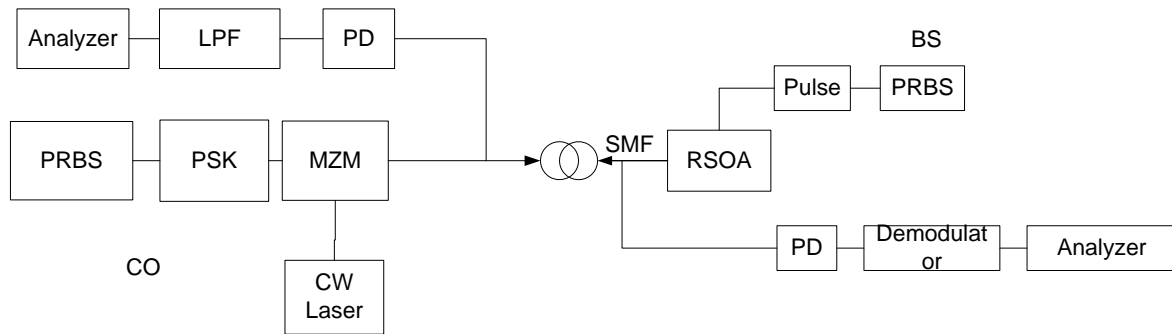 Analyzer
LPF
PD
BS
Pulse
PRBS
PRBS
PSK
MZM
SMF
RSOA
CO
CW
Laser
PD
Demodulat
or
Analyzer